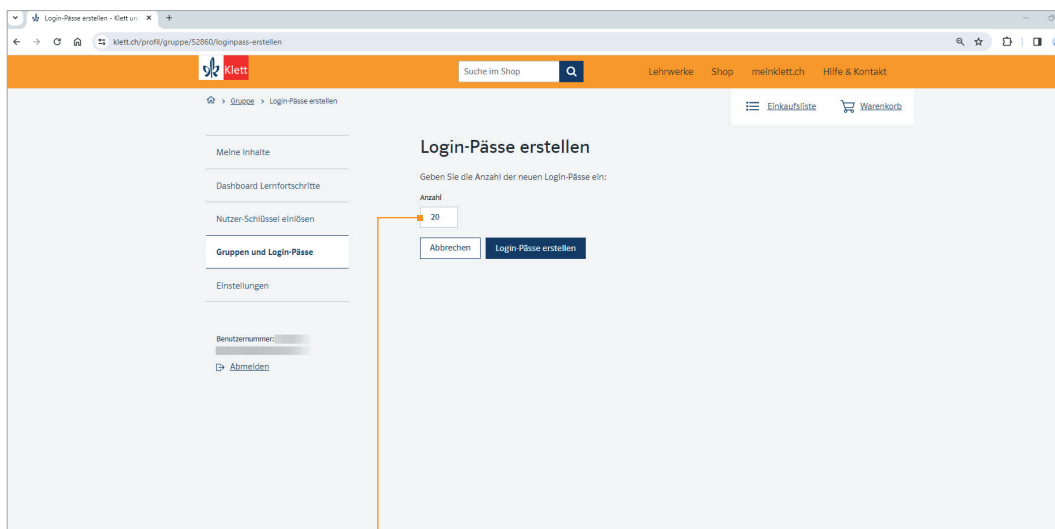 Login-Pässe erstellen - Klett un
klett.ch/profil/gruppe/52860/loginpass-erstellen
Klett
Suche im Shop
Lehrwerke Shop meinklett.ch Hilfe & Kontakt
> Gruppe > Login-Pässe erstellen
Einkaufsliste Warenkorb
Meine Inhalte
Dashboard Lernfortschritte
Nutzer-Schlüssel einlösen
Gruppen und Login-Pässe
Einstellungen
Benutzernummer:
Abmelden
Login-Pässe erstellen
Geben Sie die Anzahl der neuen Login-Pässe ein:
Anzahl
20
Abbrechen Login-Pässe erstellen